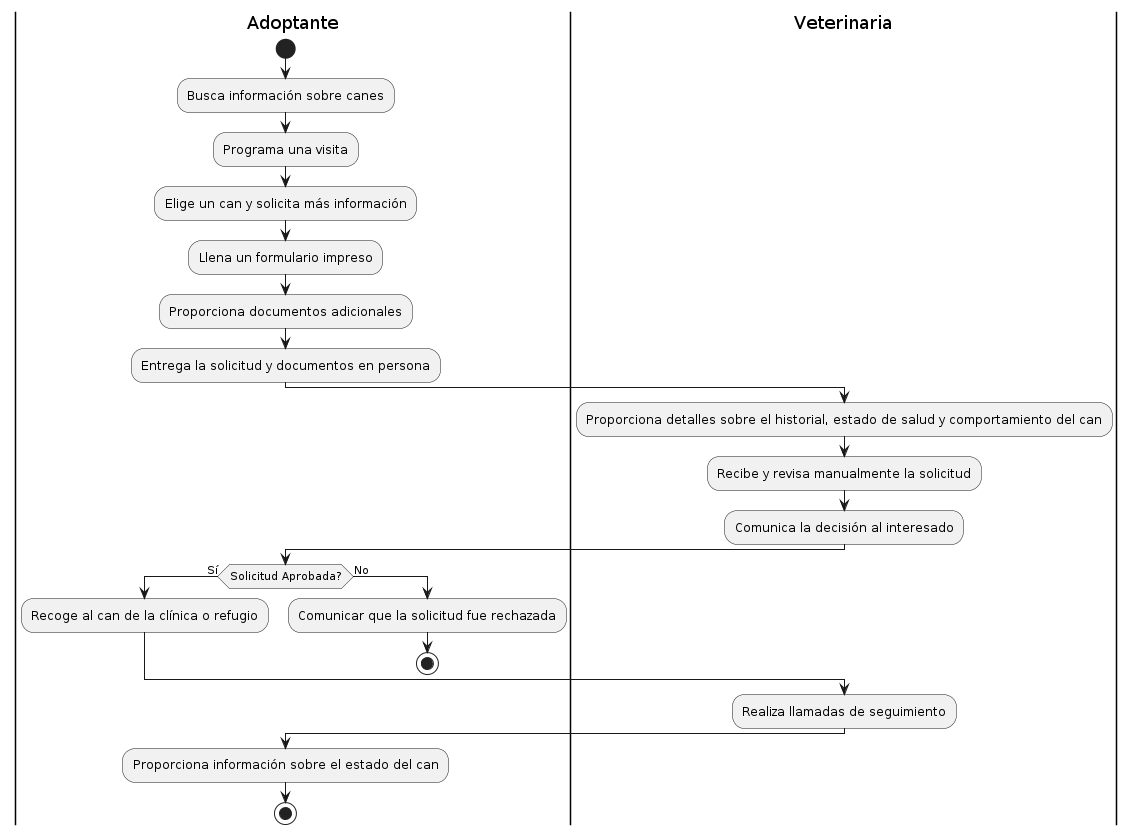 Adoptante
Veterinaria
Busca información sobre canes
Programa una visita
Elige un can y solicita más información
Llena un formulario impreso
Proporciona documentos adicionales
Entrega la solicitud y documentos en persona
Proporciona detalles sobre el historial, estado de salud y comportamiento del can
Recibe y revisa manualmente la solicitud
Comunica la decisión al interesado
Sí
Solicitud Aprobada?
No
Recoge al can de la clínica o refugio
Comunicar que la solicitud fue rechazada
Realiza llamadas de seguimiento
Proporciona información sobre el estado del can